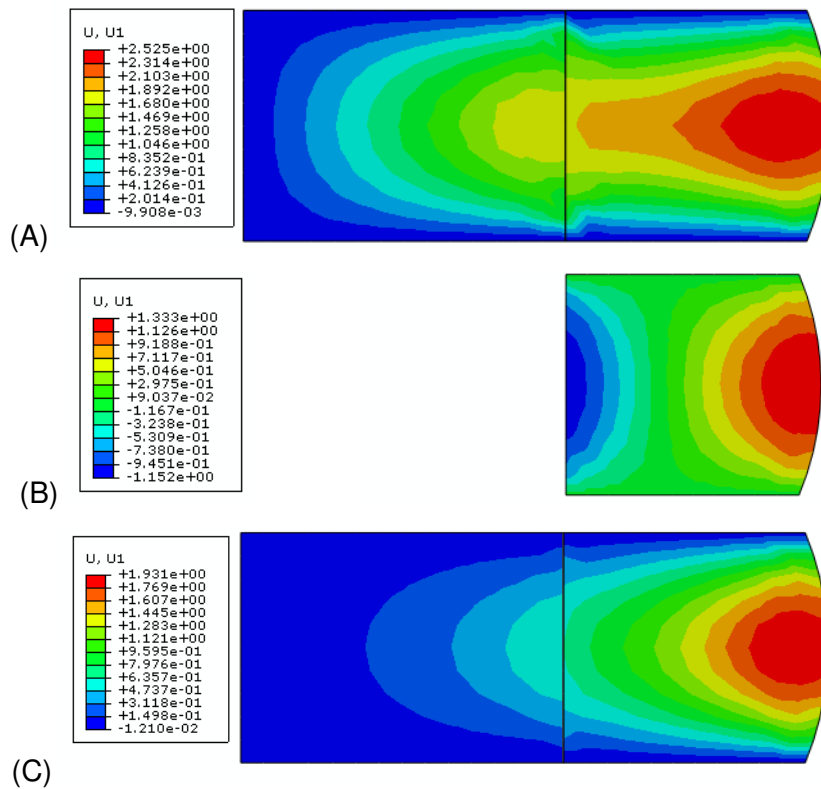 U, U1
+2.525e+00
+2.314e+00
+2.103e+00
+1.892e+00
+1.680e+00
+1.469e+00
+1.258e+00
+1.046e+00
+8.352e-01
+6.239e-01
+4.126e-01
+2.014e-01
-9.908e-03
(A)
U, U1
+1.333e+00
+1.126e+00
+9.188e-01
+7.117e-01
+5.046e-01
+2.975e-01
+9.037e-02
-1.167e-01
-3.238e-01
-5.309e-01
-7.380e-01
-9.451e-01
-1.152e+00
(B)
U, U1
+1.931e+00
+1.769e+00
+1.607e+00
+1.445e+00
+1.283e+00
+1.121e+00
+9.595e-01
+7.976e-01
+6.357e-01
+4.737e-01
+3.118e-01
+1.498e-01
-1.210e-02
(C)